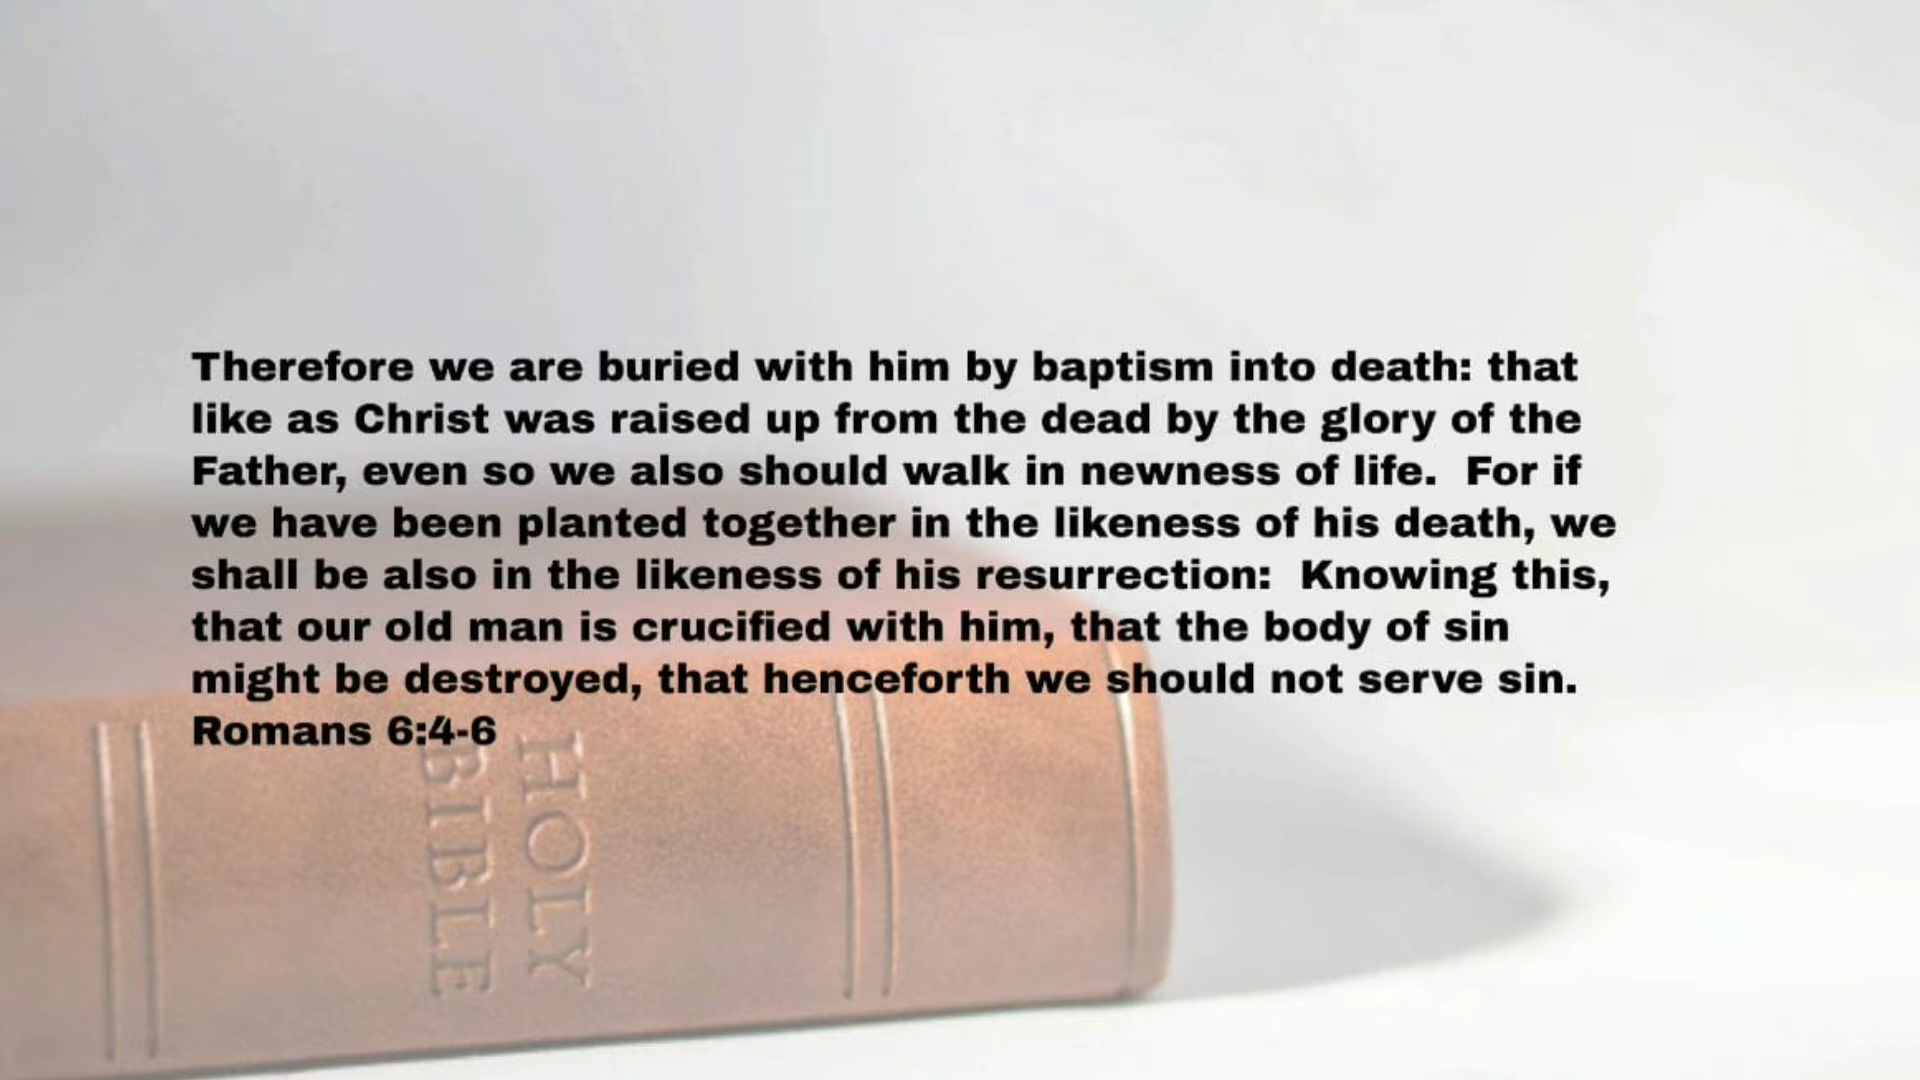 Therefore we are buried with him by baptism into death: that
like as Christ was raised up from the dead by the glory of the
Father, even so we also should walk in newness of life.  For if
we have been planted together in the likeness of his death, we
shall be also in the likeness of his resurrection:  Knowing this,
that our old man is crucified with him, that the body of sin
might be destroyed, that henceforth we should not serve sin.
Romans 6:4-6
HOLY
BIBLE